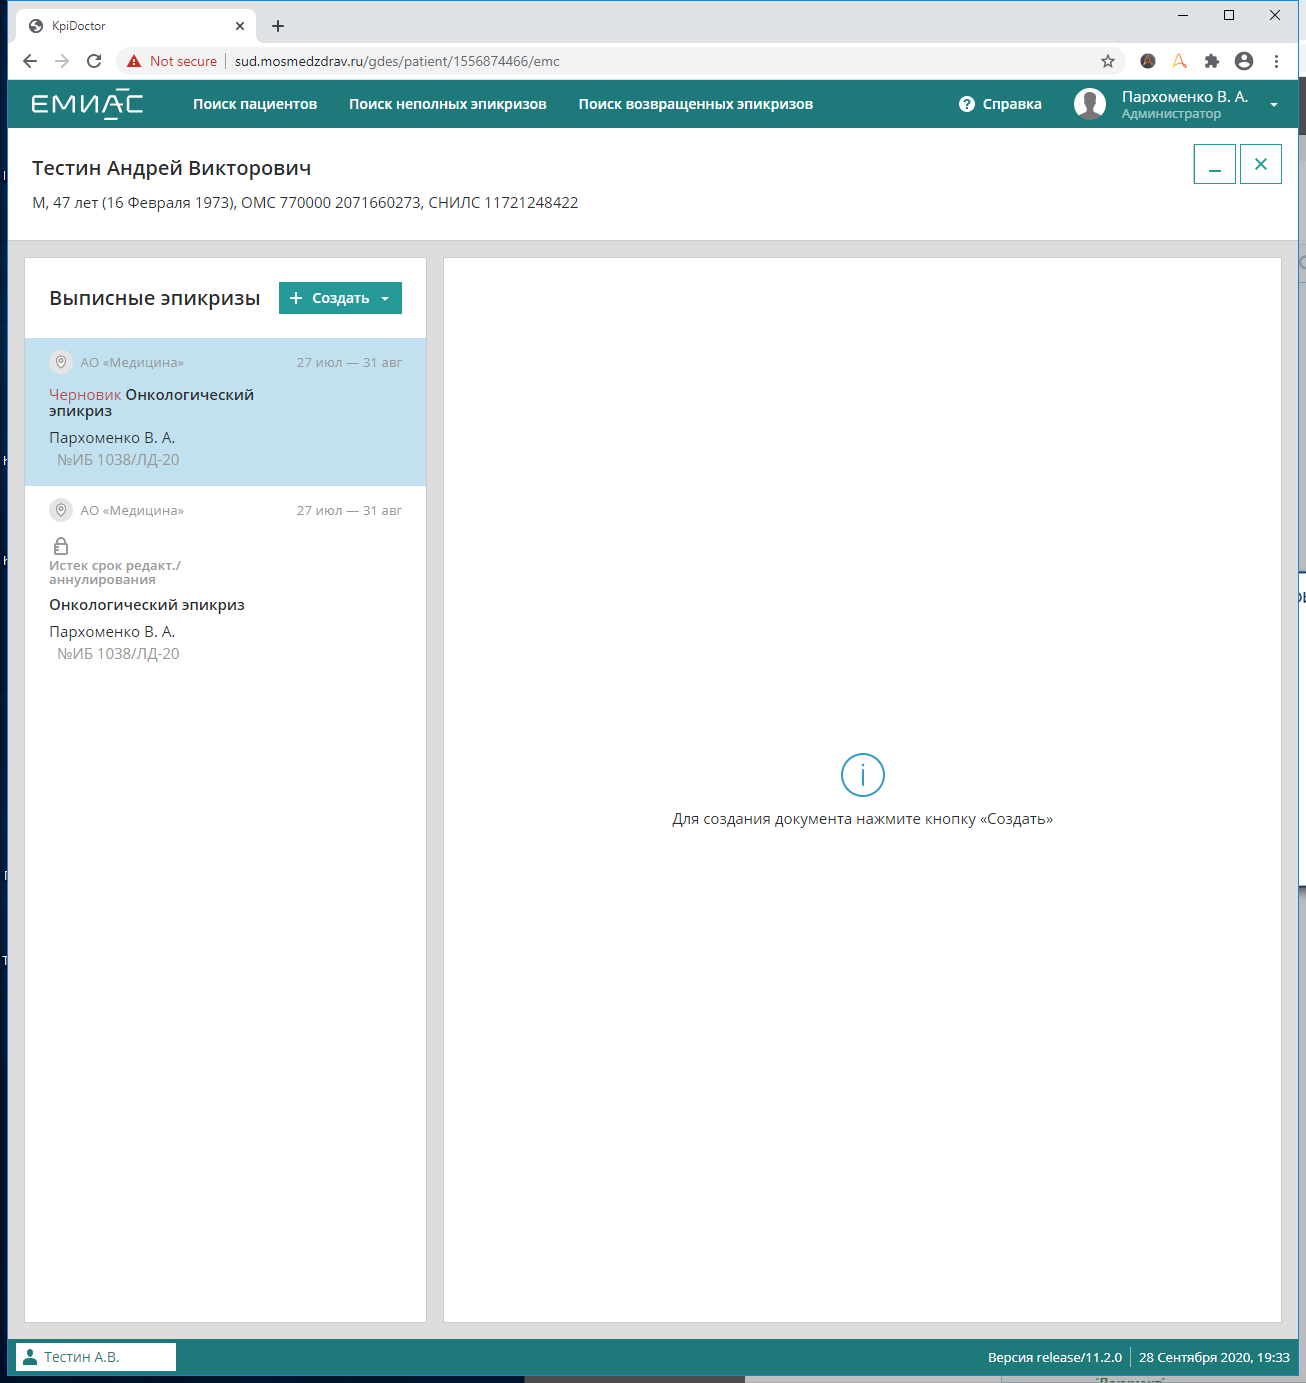 KpiDoctor
Not secure sud.mosmedzdrav.ru/gdes/patient/1556874466/emc
ЕМИАС
Поиск пациентов Поиск неполных эпикризов Поиск возвращенных эпикризов
Справка
Пархоменко В. А.
Администратор
Тестин Андрей Викторович
М, 47 лет (16 Февраля 1973), ОМС 770000 2071660273, СНИЛС 11721248422
Выписные эпикризы
Создать
АО «Медицина» 27 июл — 31 авг
Черновик Онкологический
эпикриз
Пархоменко В. А.
№ИБ 1038/ЛД-20
АО «Медицина» 27 июл — 31 авг
Истек срок редакт./
аннулирования
Онкологический эпикриз
Пархоменко В. А.
№ИБ 1038/ЛД-20
Для создания документа нажмите кнопку «Создать»
Тестин А.В.
Версия release/11.2.0 28 Сентября 2020, 19:33